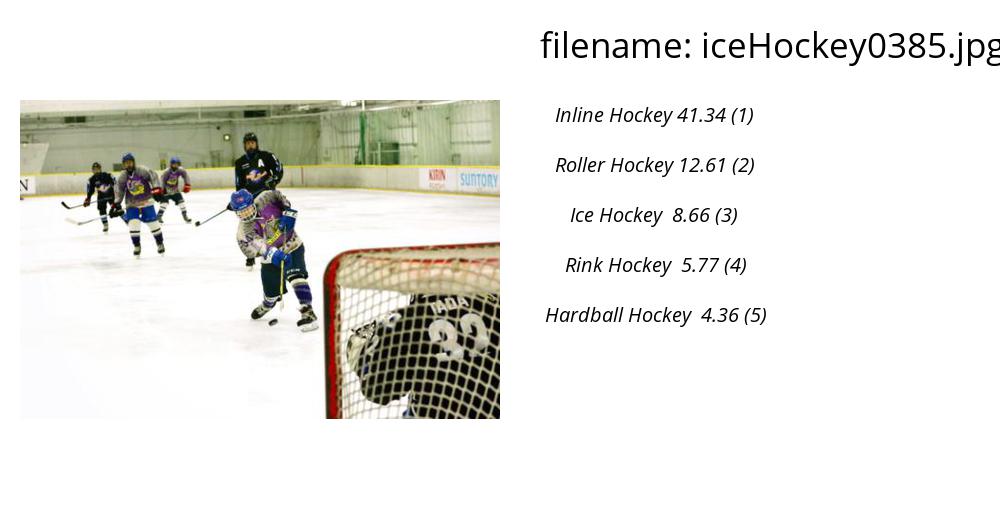 filename: iceHockey0385.jpg
Inline Hockey 41.34 (1)
Roller Hockey 12.61 (2)
Ice Hockey 8.66 (3)
Rink Hockey 5.77 (4)
Hardball Hockey 4.36 (5)
N
KIRIN
SUNTORY
A
32